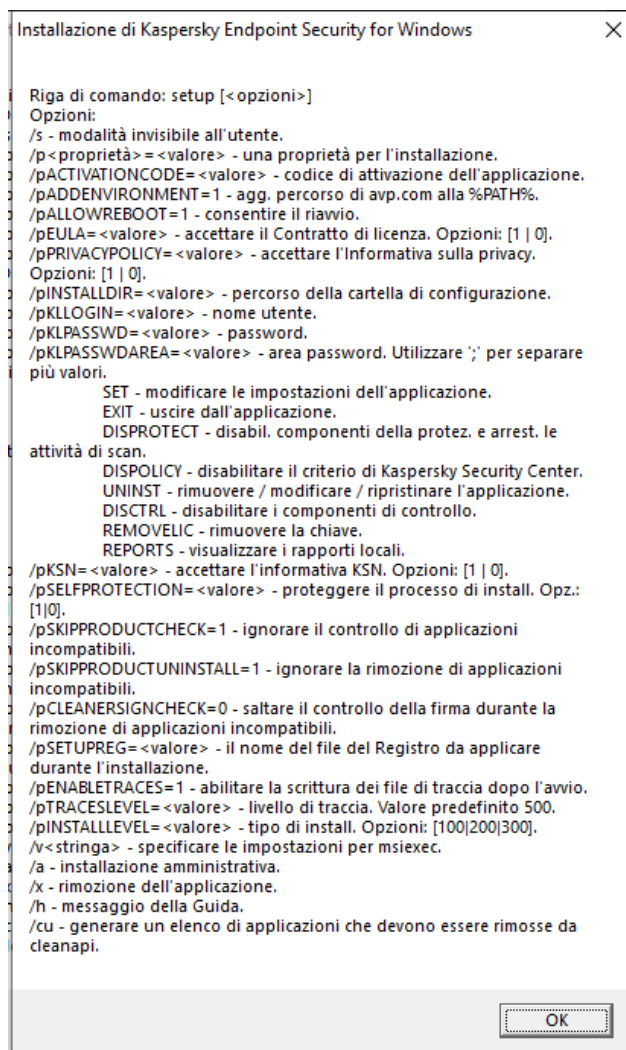 Installazione di Kaspersky Endpoint Security for Windows
Riga di comando: setup [<opzioni>]
Opzioni:
/s - modalità invisibile all'utente.
/p<proprietà>=<valore> - una proprietà per l'installazione.
/pACTIVATIONCODE=<valore> - codice di attivazione dell'applicazione.
/pADDENVIRONMENT=1 - agg. percorso di avp.com alla %PATH%.
/pALLOWREBOOT=1 - consentire il riavvio.
/pEULA=<valore> - accettare il Contratto di licenza. Opzioni: [1 | 0].
/pPRIVACYPOLICY=<valore> - accettare l'Informativa sulla privacy.
Opzioni: [1 | 0].
/pINSTALLDIR=<valore> - percorso della cartella di configurazione.
/pKLLOGIN=<valore> - nome utente.
/pKLPASSWD=<valore> - password.
/pKLPASSWDAREA=<valore> - area password. Utilizzare ';' per separare
più valori.
SET - modificare le impostazioni dell'applicazione.
EXIT - uscire dall'applicazione.
DISPROTECT - disabil. componenti della protez. e arrest. le
attività di scan.
DISPOLICY - disabilitare il criterio di Kaspersky Security Center.
UNINST - rimuovere / modificare / ripristinare l'applicazione.
DISCTRL - disabilitare i componenti di controllo.
REMOVELIC - rimuovere la chiave.
REPORTS - visualizzare i rapporti locali.
/pKSN=<valore> - accettare l'informativa KSN. Opzioni: [1 | 0].
/pSELFPROTECTION=<valore> - proteggere il processo di install. Opz.:
[1|0].
/pSKIPPRODUCTCHECK=1 - ignorare il controllo di applicazioni
incompatibili.
/pSKIPPRODUCTUNINSTALL=1 - ignorare la rimozione di applicazioni
incompatibili.
/pCLEANERSIGNCHECK=0 - saltare il controllo della firma durante la
rimozione di applicazioni incompatibili.
/pSETUPREG=<valore> - il nome del file del Registro da applicare
durante l'installazione.
/pENABLETRACES=1 - abilitare la scrittura dei file di traccia dopo l'avvio.
/pTRACESLEVEL=<valore> - livello di traccia. Valore predefinito 500.
/pINSTALLLEVEL=<valore> - tipo di install. Opzioni: [100|200|300].
/v<stringa> - specificare le impostazioni per msiexec.
/a - installazione amministrativa.
/x - rimozione dell'applicazione.
/h - messaggio della Guida.
/cu - generare un elenco di applicazioni che devono essere rimosse da
cleanapi.
OK